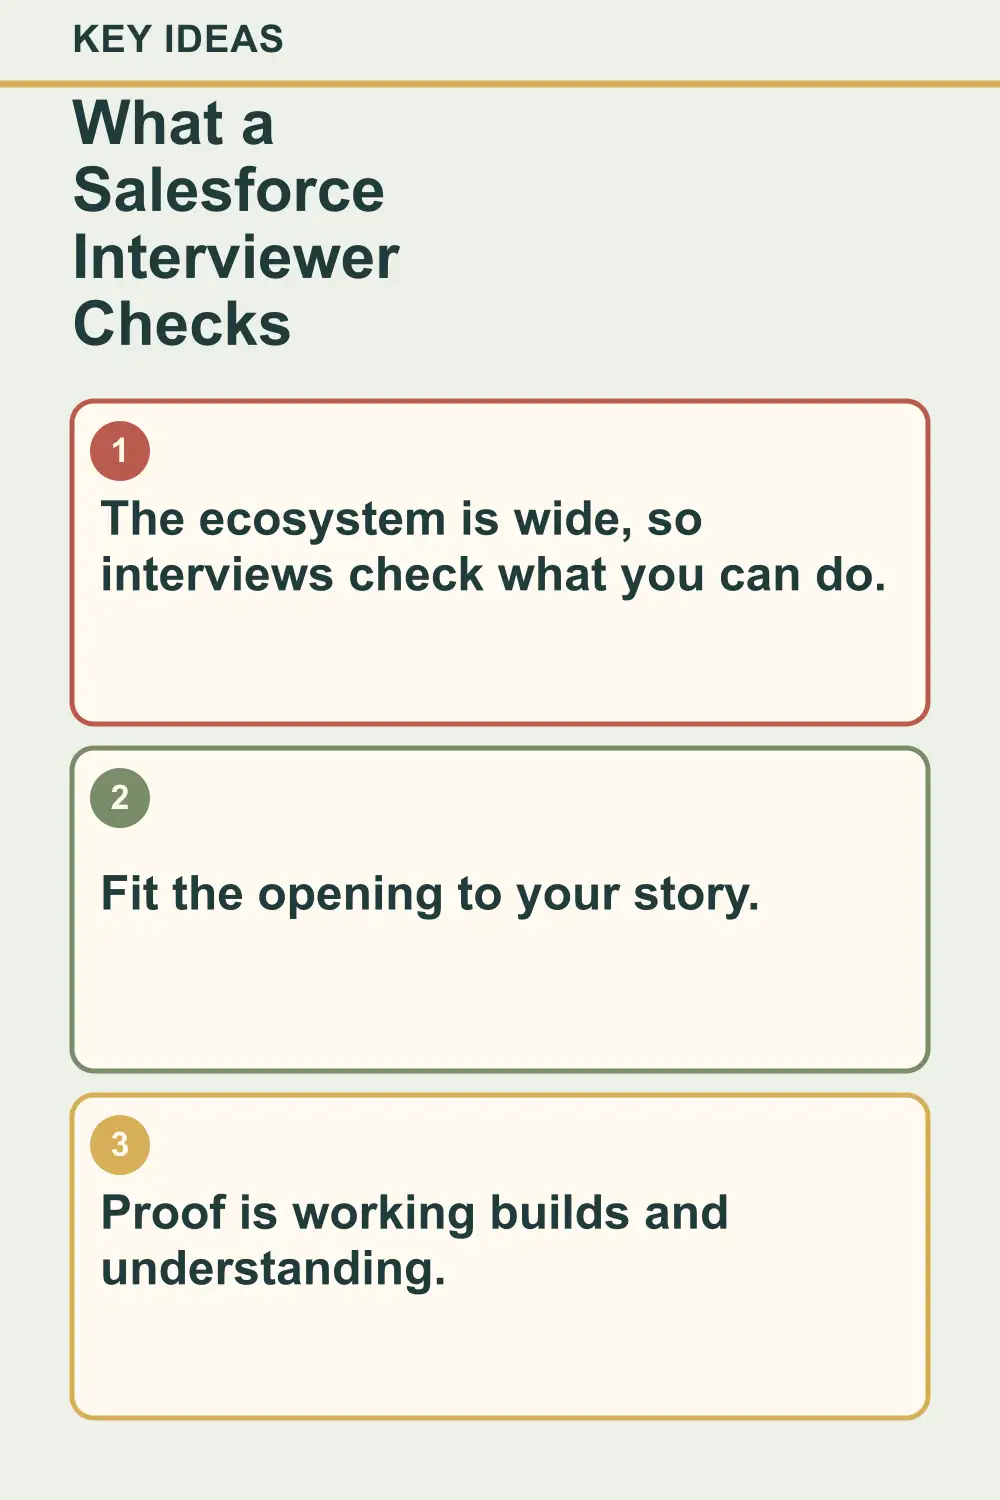 KEY IDEAS
What a
Salesforce
Interviewer
Checks
1
The ecosystem is wide, so
interviews check what you can do.
2
Fit the opening to your story.
3
Proof is working builds and
understanding.